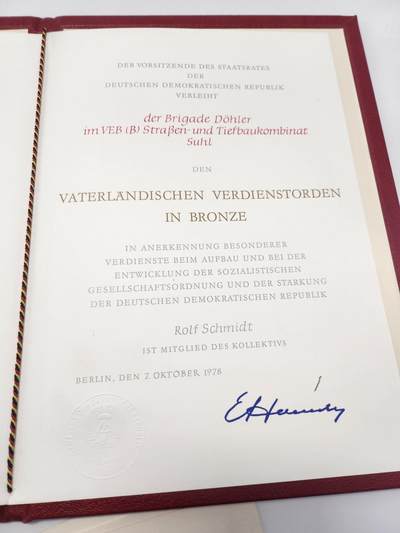 DER VORSITZENDE DES STAATSRATES
DER
DEUTSCHEN DEMOKRATISCHEN REPUBLIK
VERLEIHT
der Brigade Döhler
im VEB (B) Straßen- und Tiefbaukombinat
Suhl
DEN
VATERLÄNDISCHEN VERDIENSTORDEN
IN BRONZE
IN ANERKENNUNG BESONDERER
VERDIENSTE BEIM AUFBAU UND BEI DER
ENTWICKLUNG DER SOZIALISTISCHEN
GESELLSCHAFTSORDNUNG UND DER STÄRKUNG
DER DEUTSCHEN DEMOKRATISCHEN REPUBLIK
Rolf Schmidt
IST MITGLIED DES KOLLEKTIVS
BERLIN, DEN 7. OKTOBER 1978